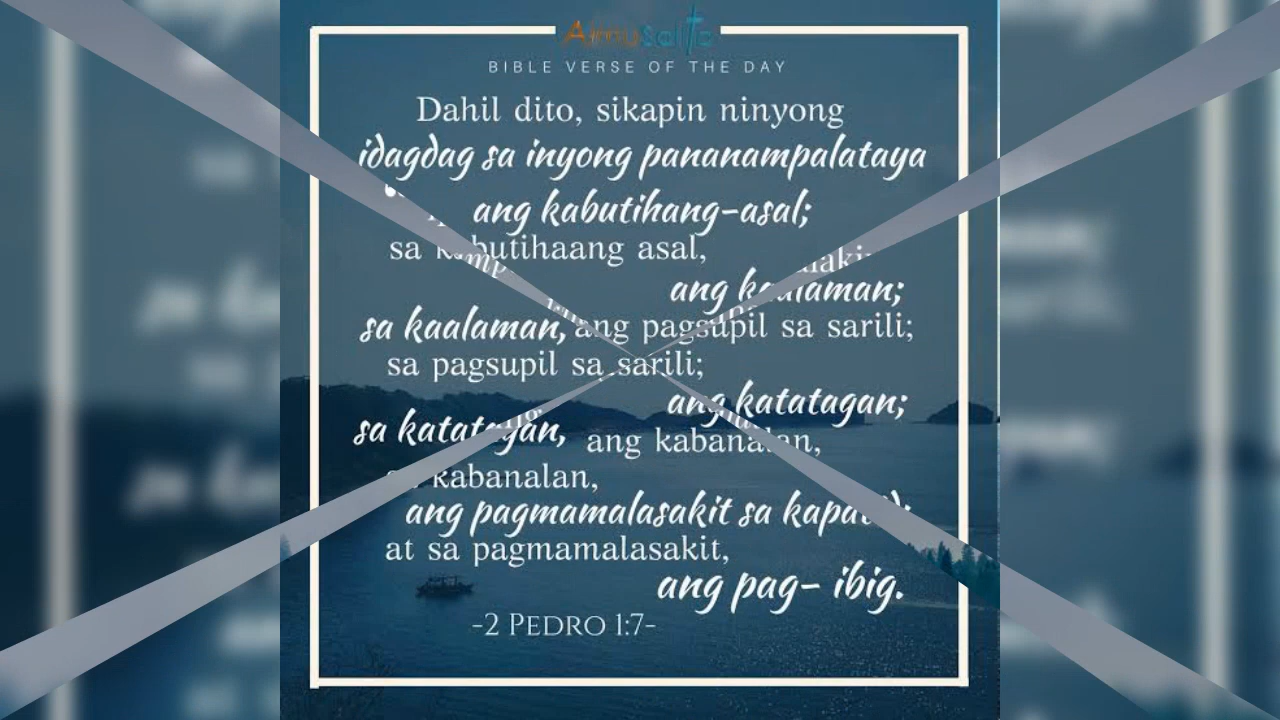 AlmuSalita
BIBLE VERSE OF THE DAY
Dahil dito, sikapin ninyong
idagdag sa inyong pananampalataya
ang kabutihang-asal;
sa kabutihaang asal,
ang kaalaman;
sa kaalaman, ang pagsupil sa sarili;
sa pagsupil sa sarili;
ang katatagan;
sa katatagan, ang kabanalan,
sa kabanalan,
ang pagmamalasakit sa kapatid;
at sa pagmamalasakit,
ang pag- ibig.
-2 PEDRO 1:7-